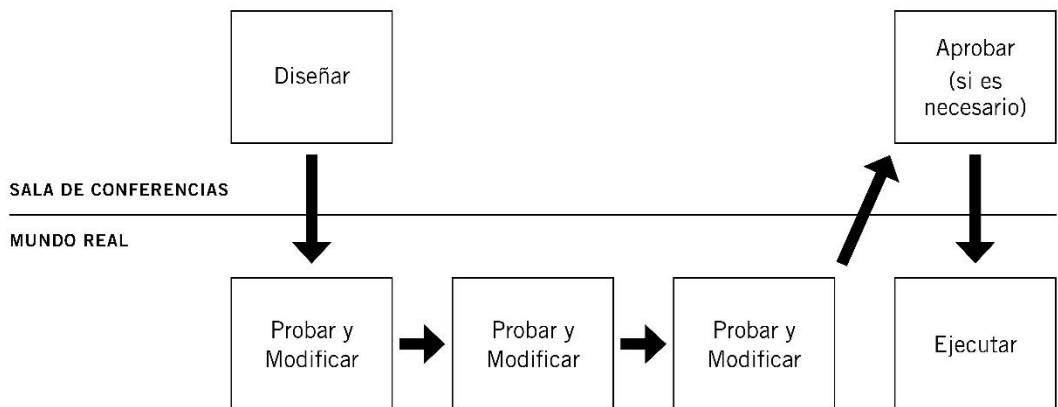 Diseñar
Aprobar
(si es
necesario)
SALA DE CONFERENCIAS
MUNDO REAL
Probar y
Modificar
Probar y
Modificar
Probar y
Modificar
Ejecutar